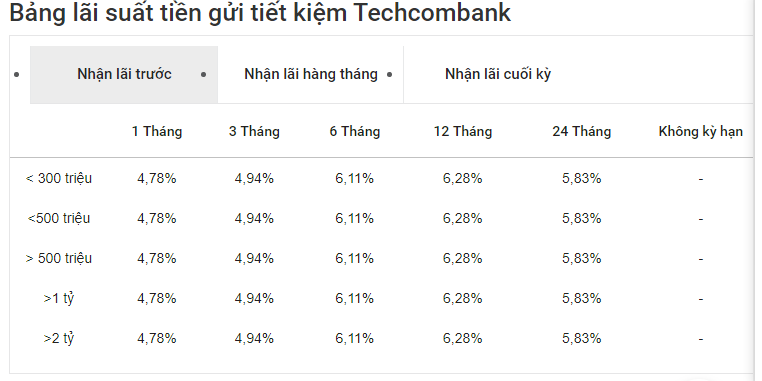 Bảng lãi suất tiền gửi tiết kiệm Techcombank
Nhận lãi trước Nhận lãi hàng tháng Nhận lãi cuối kỳ
1 Tháng 3 Tháng 6 Tháng 12 Tháng 24 Tháng Không kỳ hạn
< 300 triệu 4,78% 4,94% 6,11% 6,28% 5,83% -
<500 triệu 4,78% 4,94% 6,11% 6,28% 5,83% -
> 500 triệu 4,78% 4,94% 6,11% 6,28% 5,83% -
>1 tỷ 4,78% 4,94% 6,11% 6,28% 5,83% -
>2 tỷ 4,78% 4,94% 6,11% 6,28% 5,83% -